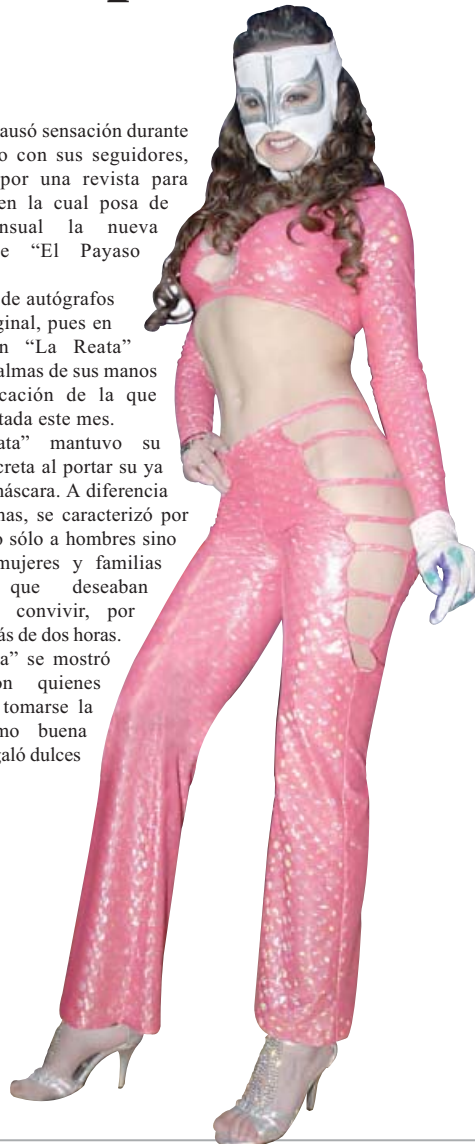 ausó sensación durante
o con sus seguidores,
por una revista para
en la cual posa de
nsual la nueva
e “El Payaso
de autógrafos
ginal, pues en
n “La Reata”
almas de sus manos
cación de la que
tada este mes.
ata” mantuvo su
creta al portar su ya
náscara. A diferencia
nas, se caracterizó por
o sólo a hombres sino
mujeres y familias
que deseaban
convivir, por
ás de dos horas.
a” se mostró
on quienes
tomarse la
mo buena
galó dulces